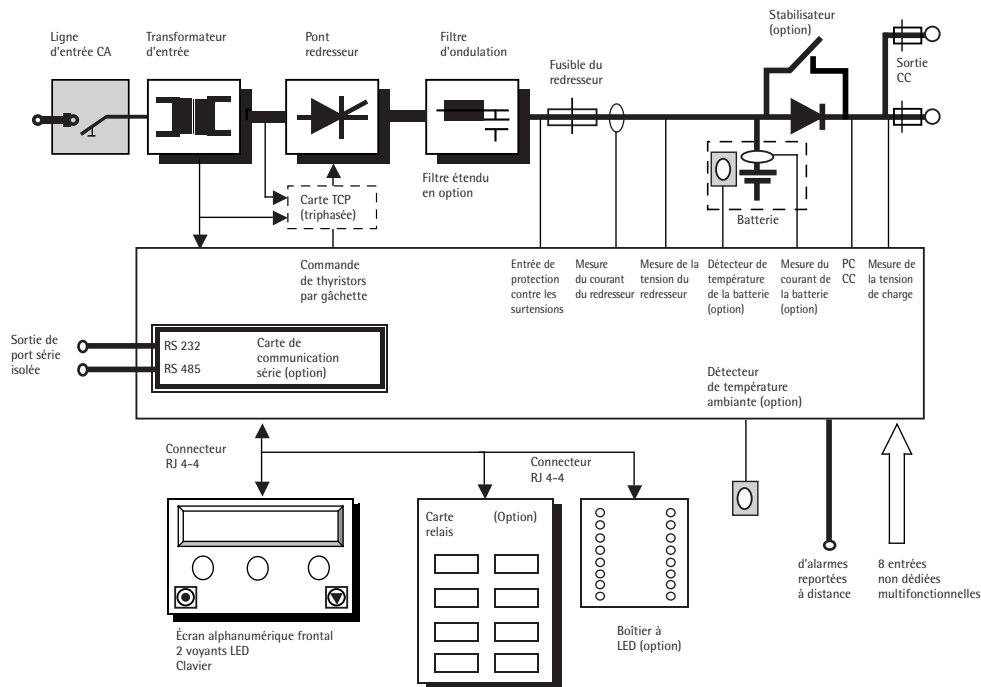 Ligne
d'entrée CA
Transformateur
d'entrée
Pont
redresseur
Filtre
d'ondulation
Fusible du
redresseur
Stabilisateur
(option)
Sortie
CC
Filtre étendu
en option
Carte TCP
(triphasée)
Batterie
Commande
de thyristors
par gâchette
Entrée de
protection
contre les
surtensions
Mesure
du courant
du redresseur
Mesure de la
tension du
redresseur
Détecteur de
température
de la batterie
(option)
Mesure du
courant de
la batterie
(option)
PC
CC
Mesure de
la tension
de charge
Sortie de
port série
isolée
RS 232
RS 485
Carte de
communication
série (option)
Détecteur
de température
ambiante (option)
Connecteur
RJ 4-4
Connecteur
RJ 4-4
Carte
relais
(Option)
d'alarmes
reportées
à distance
8 entrées
non dédiées
multifonctionnelles
Écran alphanumérique frontal
2 voyants LED
Clavier
Boîtier à
LED (option)